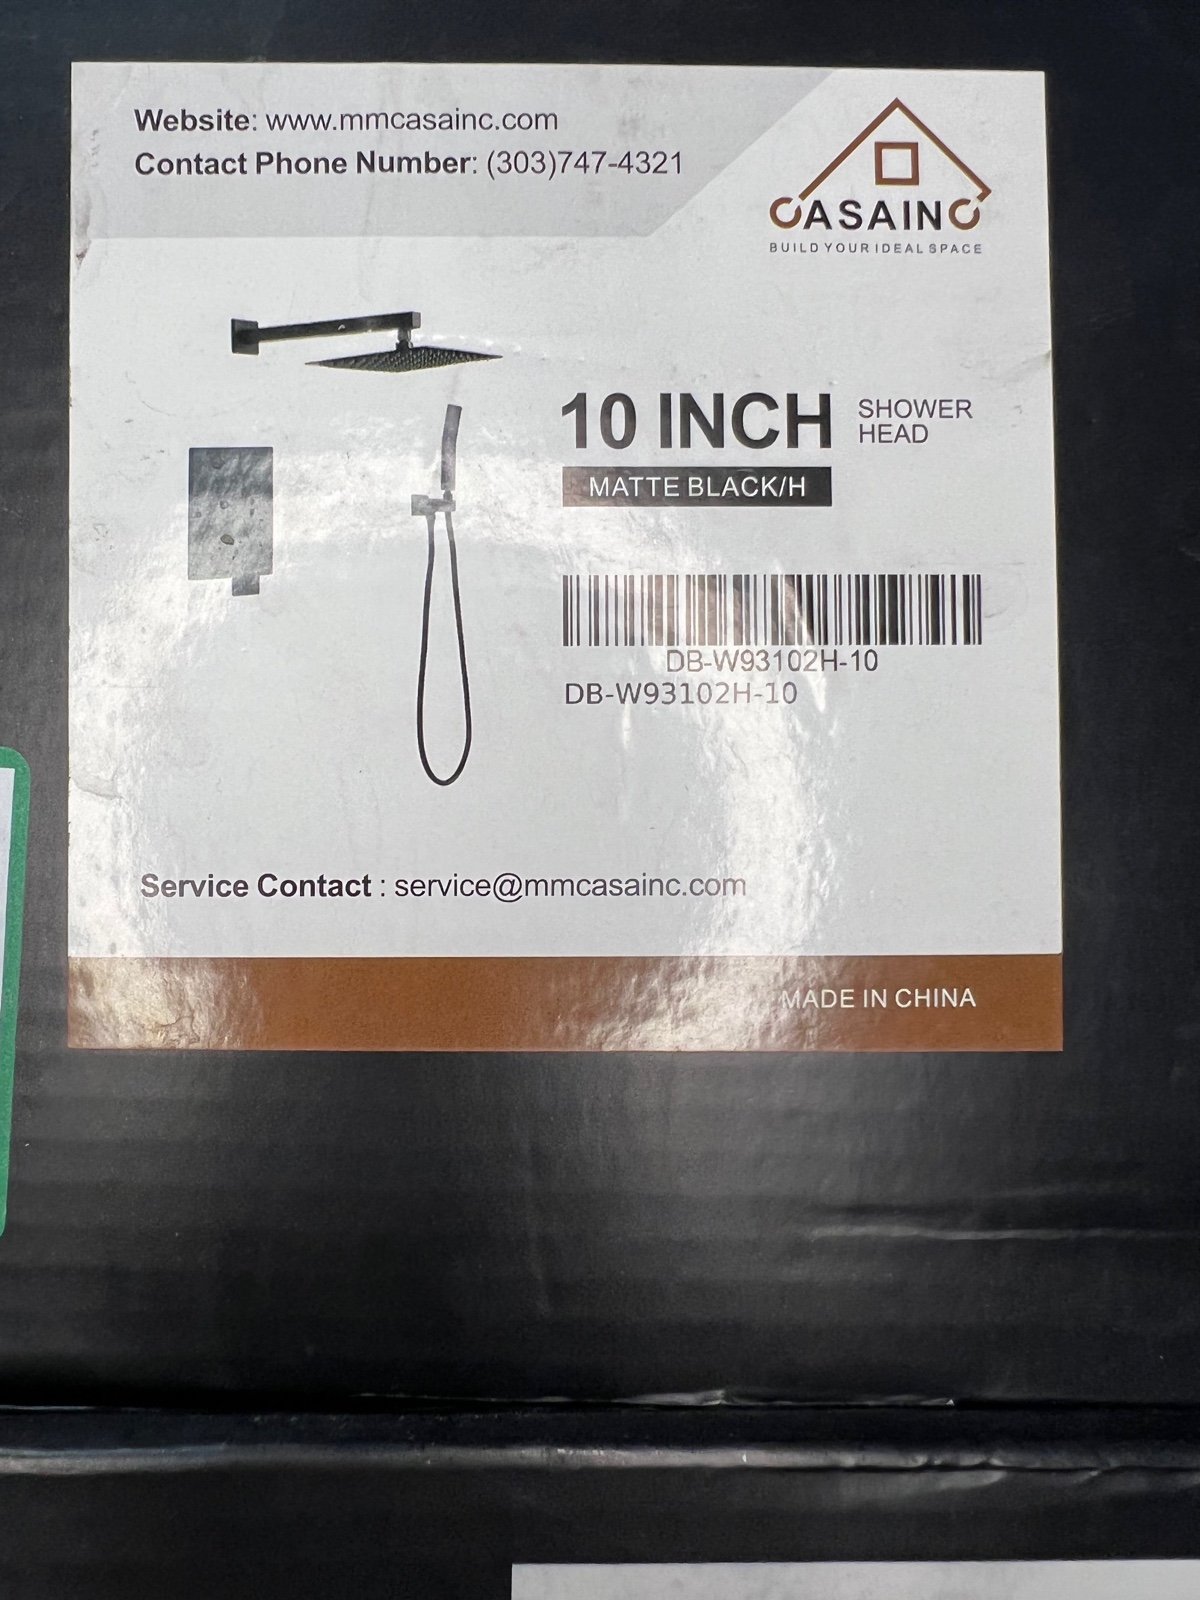 Website: www.mmcasainc.com
Contact Phone Number: (303)747-4321
CASAINC
BUILD YOUR IDEAL SPACE
10 INCH
SHOWER
HEAD
MATTE BLACK/H
DB-W93102H-10
DB-W93102H-10
Service Contact : service@mmcasainc.com
MADE IN CHINA